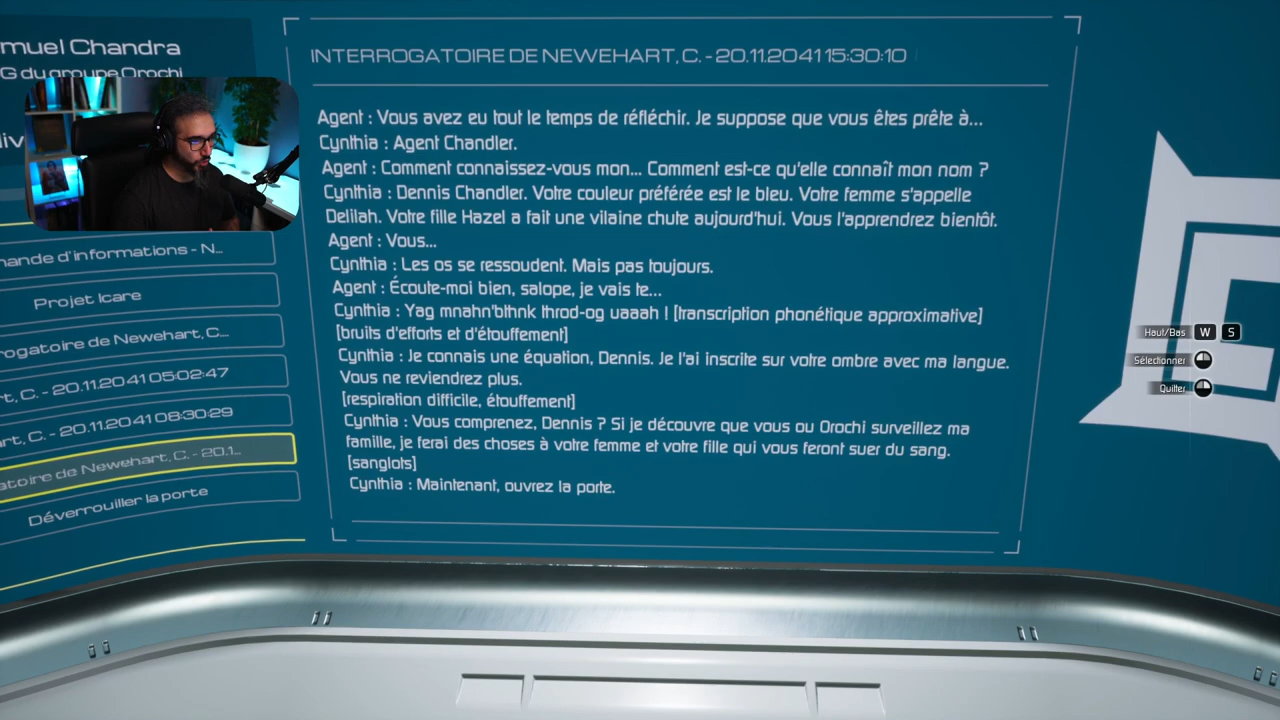 muel Chandra
G du groupe Orochi
INTERROGATOIRE DE NEWEHART, C. - 20.11.2041 15:30:10
Agent : Vous avez eu tout le temps de réfléchir. Je suppose que vous êtes prête à...
Cynthia : Agent Chandler.
Agent : Comment connaissez-vous mon... Comment est-ce qu'elle connaît mon nom ?
Cynthia : Dennis Chandler. Votre couleur préférée est le bleu. Votre femme s'appelle
Delilah. Votre fille Hazel a fait une vilaine chute aujourd'hui. Vous l'apprendrez bientôt.
Agent : Vous...
Cynthia : Les os se ressoudent. Mais pas toujours.
Agent : Écoute-moi bien, salope, je vais te...
Cynthia : Yag mnahn'bthnk throd-og uaaah ! [transcription phonétique approximative]
[bruits d'efforts et d'étouffement]
Cynthia : Je connais une équation, Dennis. Je l'ai inscrite sur votre ombre avec ma langue.
Vous ne reviendrez plus.
[respiration difficile, étouffement]
Cynthia : Vous comprenez, Dennis ? Si je découvre que vous ou Orochi surveillez ma
famille, je ferai des choses à votre femme et votre fille qui vous feront suer du sang.
[sanglots]
Cynthia : Maintenant, ouvrez la porte.
ande d'informations - N...
Projet Icare
rogatoire de Newehart, C...
rt, C. - 20.11.2041 05:02:47
art, C. - 20.11.2041 08:30:29
atoire de Newehart, C. - 20.1...
Déverrouiller la porte
Haut/Bas W S
Sélectionner
Quitter